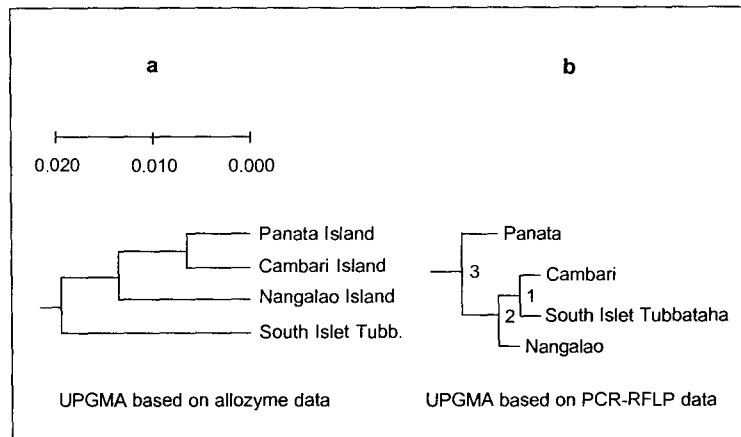 a
b
0.020 0.010 0.000
Panata Island
Cambari Island
Nangalao Island
South Islet Tubb.
Panata
3
Cambari
1
South Islet Tubbataha
2
Nangalao
UPGMA based on allozyme data
UPGMA based on PCR-RFLP data